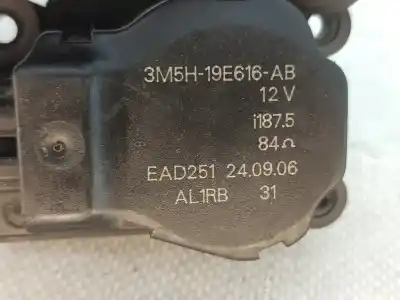 3M5H-19E616-AB
12 V
i187.5
84Ω
EAD251 24.09.06
AL1RB 31